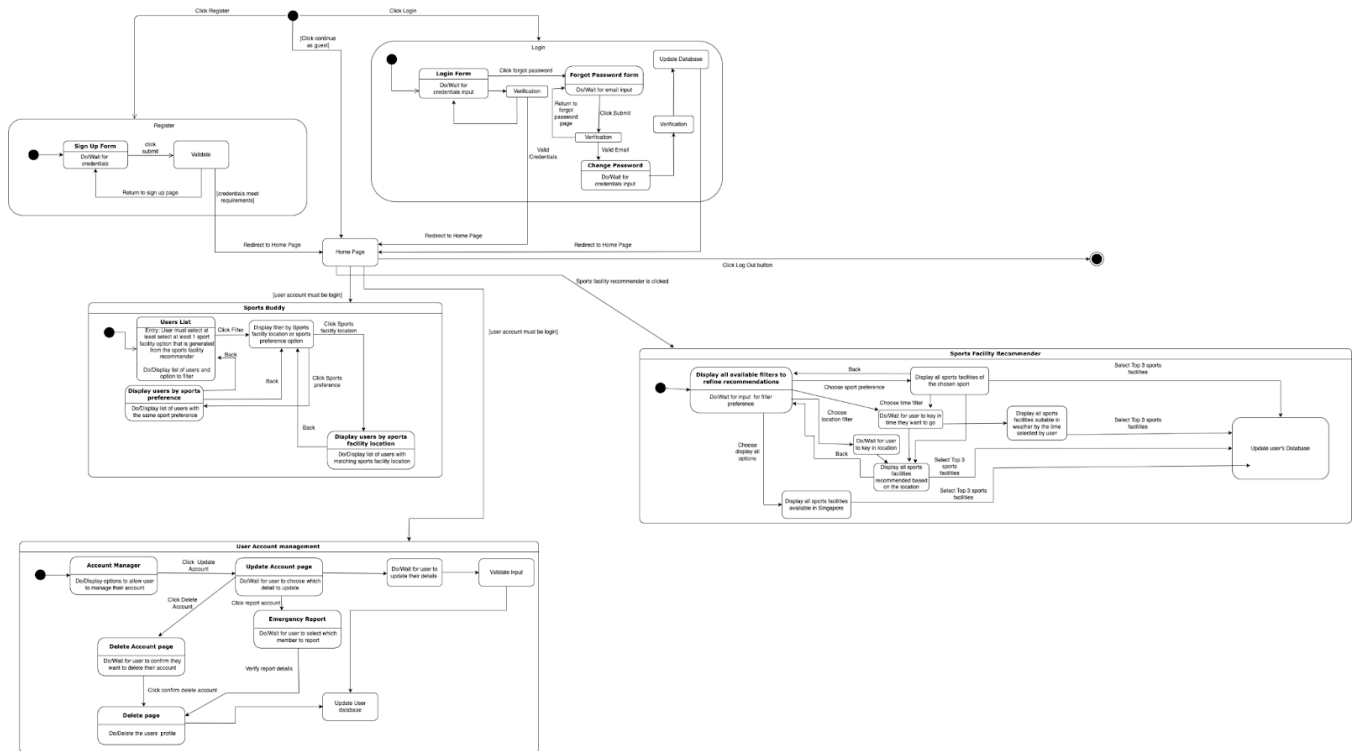 Click Register
Click Login
[Click continue
as guest]
Login
Login Form
Do/Wait for
credentials input
Click forgot password
Verification
Forgot Password form
Do/Wait for email input
Return to
forgot
password
page
Click Submit
Verification
Valid Email
Change Password
Do/Wait for
credentials input
Verification
Update Database
Valid
Credentials
Register
Sign Up Form
Do/Wait for
credentials
click
submit
Validate
Return to sign up page
[credentials meet
requirements]
Redirect to Home Page
Home Page
Redirect to Home Page
Redirect to Home Page
Click Log Out button
[user account must be login]
Sports facility recommender is clicked
[user account must be login]
Sports Buddy
Users List
Entry: User must select at
least select at least 1 sport
facility option that is generated
from the sports facility
recommender
Do/Display list of users and
option to filter
Click Filter
Back
Display filter by Sports
facility location or sports
preference option
Click Sports
facility location
Click Sports
preference
Back
Back
Display users by sports
preference
Do/Display list of users with
the same sport preference
Display users by sports
facility location
Do/Display list of users with
matching sports facility location
Sports Facility Recommender
Display all available filters to
refine recommendations
Do/Wait for input for filter
preference
Back
Choose sport preference
Display all sports facilities of
the chosen sport
Select Top 3 sports
facilities
Choose time filter
Do/Wait for user to key in
time they want to go
Display all sports
facilities suitable in
weather by the time
selected by user
Select Top 3 sports
facilities
Choose
location filter
Do/Wait for user
to key in location
Back
Display all sports
facilities
recommended based
on the location
Select Top 3
sports
facilities
Choose
display all
options
Display all sports facilities
available in Singapore
Select Top 3 sports
facilities
Update user's Database
User Account management
Account Manager
Do/Display options to allow user
to manage their account
Click Update
Account
Update Account page
Do/Wait for user to choose which
detail to update
Do/Wait for user to
update their details
Validate input
Click Delete
Account
Click report account
Emergency Report
Do/Wait for user to select which
member to report
Delete Account page
Do/Wait for user to confirm they
want to delete their account
Verify report details
Click confirm delete account
Delete page
Do/Delete the users profile
Update User
database